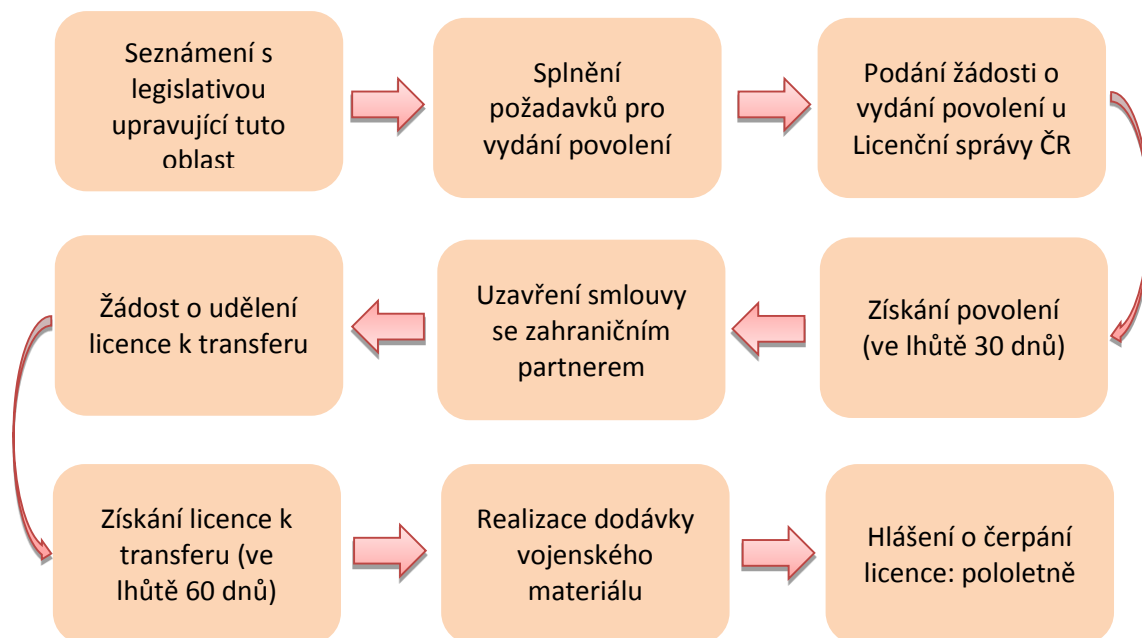 Seznámení s
legislativou
upravující tuto
oblast
Splnění
požadavků pro
vydání povolení
Podání žádosti o
vydání povolení u
Licenční správy ČR
Získání povolení
(ve lhůtě 30 dnů)
Uzavření smlouvy
se zahraničním
partnerem
Žádost o udělení
licence k transferu
Získání licence k
transferu (ve
lhůtě 60 dnů)
Realizace dodávky
vojenského
materiálu
Hlášení o čerpání
licence: pololetně